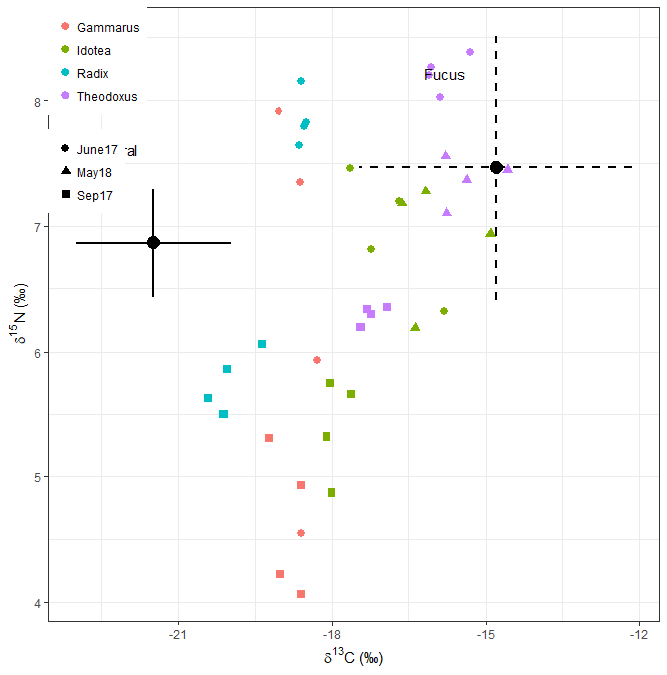 Gammarus
Idotea
Radix
Theodoxus
Fucus
June17
May18
Sep17
8
7
6
5
4
δ15N (‰)
-21
-18
-15
-12
δ13C (‰)